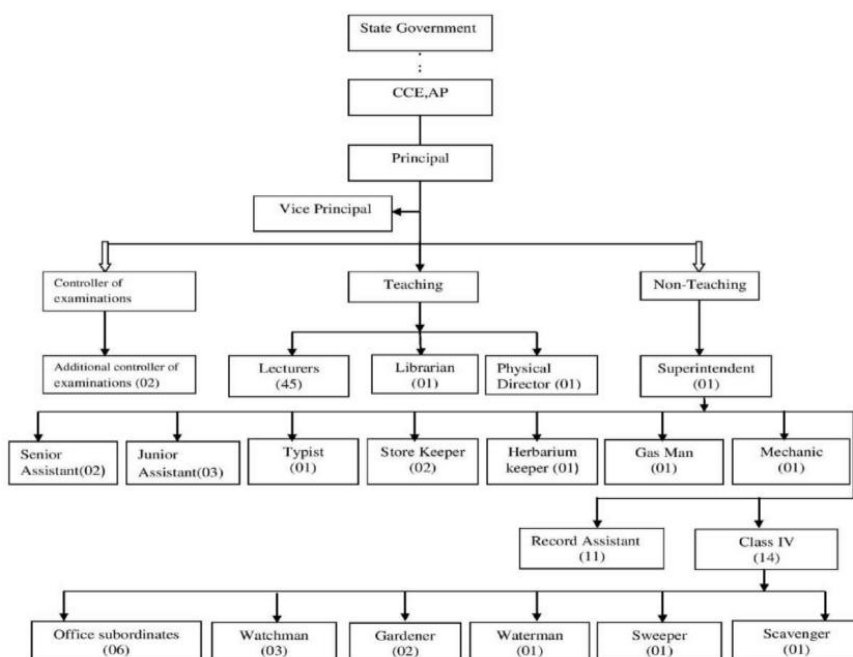 State Government
CCE,AP
Principal
Vice Principal
Controller of
examinations
Teaching
Non-Teaching
Additional controller of
examinations (02)
Lecturers
(45)
Librarian
(01)
Physical
Director (01)
Superintendent
(01)
Senior
Assistant(02)
Junior
Assistant(03)
Typist
(01)
Store Keeper
(02)
Herbarium
keeper (01)
Gas Man
(01)
Mechanic
(01)
Record Assistant
(11)
Class IV
(14)
Office subordinates
(06)
Watchman
(03)
Gardener
(02)
Waterman
(01)
Sweeper
(01)
Scavenger
(01)